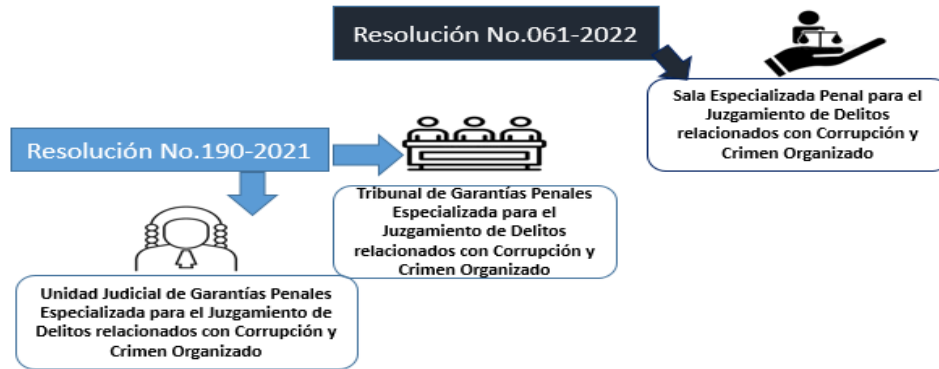 Resolución No.061-2022
Sala Especializada Penal para el
Juzgamiento de Delitos
relacionados con Corrupción y
Crimen Organizado
Resolución No.190-2021
Tribunal de Garantías Penales
Especializada para el
Juzgamiento de Delitos
relacionados con Corrupción y
Crimen Organizado
Unidad Judicial de Garantías Penales
Especializada para el Juzgamiento de
Delitos relacionados con Corrupción y
Crimen Organizado